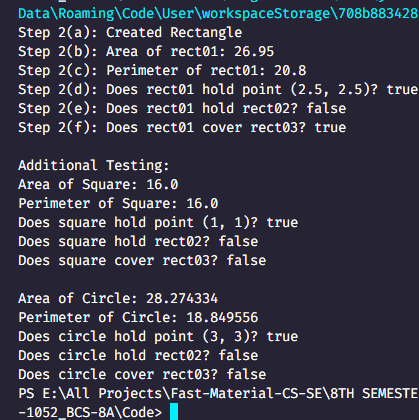 Data\Roaming\Code\User\workspaceStorage\708b883428
Step 2(a): Created Rectangle
Step 2(b): Area of rect01: 26.95
Step 2(c): Perimeter of rect01: 20.8
Step 2(d): Does rect01 hold point (2.5, 2.5)? true
Step 2(e): Does rect01 hold rect02? false
Step 2(f): Does rect01 cover rect03? true
Additional Testing:
Area of Square: 16.0
Perimeter of Square: 16.0
Does square hold point (1, 1)? true
Does square hold rect02? false
Does square cover rect03? false
Area of Circle: 28.274334
Perimeter of Circle: 18.849556
Does circle hold point (3, 3)? true
Does circle hold rect02? false
Does circle cover rect03? false
PS E:\All Projects\Fast-Material-CS-SE\8TH SEMESTE
-1052_BCS-8A\Code>